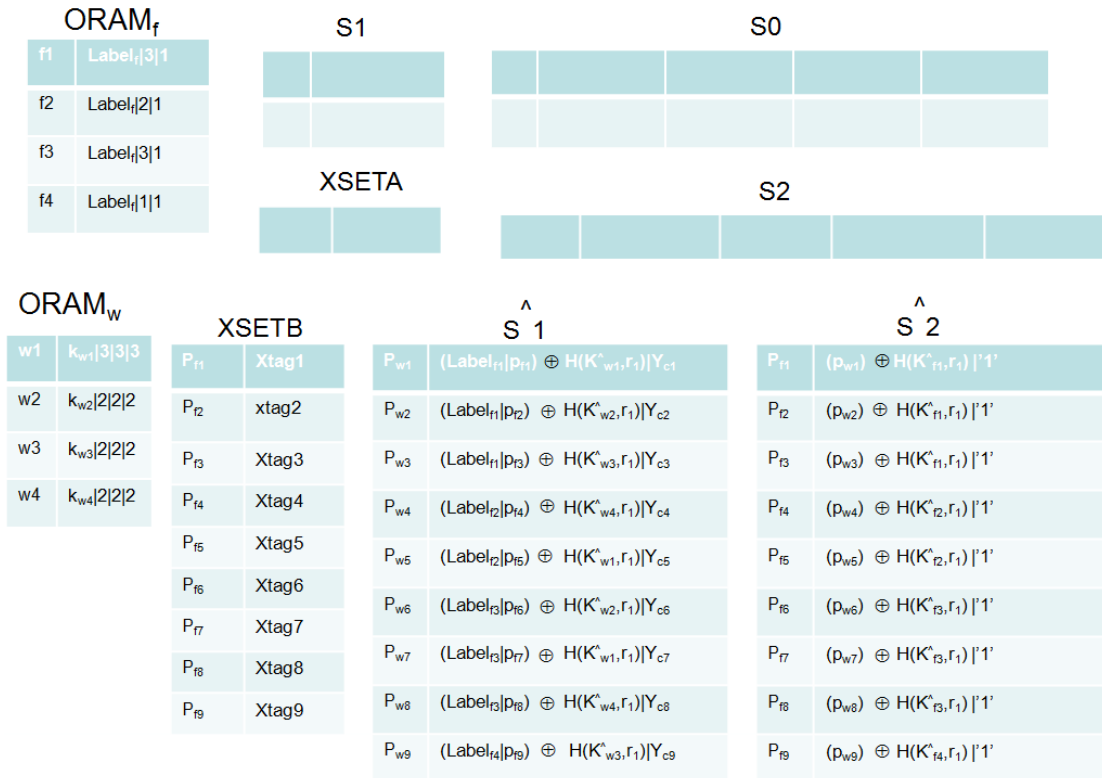 ORAMf
S1
S0
f1 Labelf|3|1
f2 Labelf|2|1
f3 Labelf|3|1
f4 Labelf|1|1
XSETA
S2
ORAMw
w1 kw1|3|3|3
w2 kw2|2|2|2
w3 kw3|2|2|2
w4 kw4|2|2|2
XSETB
Pf1 Xtag1
Pf2 xtag2
Pf3 Xtag3
Pf4 Xtag4
Pf5 Xtag5
Pf6 Xtag6
Pf7 Xtag7
Pf8 Xtag8
Pf9 Xtag9
^
S 1
Pw1 (Labelf1|pf1) ⊕ H(K^w1,r1)|Yc1
Pw2 (Labelf1|pf2) ⊕ H(K^w2,r1)|Yc2
Pw3 (Labelf1|pf3) ⊕ H(K^w3,r1)|Yc3
Pw4 (Labelf2|pf4) ⊕ H(K^w4,r1)|Yc4
Pw5 (Labelf2|pf5) ⊕ H(K^w1,r1)|Yc5
Pw6 (Labelf3|pf6) ⊕ H(K^w2,r1)|Yc6
Pw7 (Labelf3|pf7) ⊕ H(K^w1,r1)|Yc7
Pw8 (Labelf3|pf8) ⊕ H(K^w4,r1)|Yc8
Pw9 (Labelf4|pf9) ⊕ H(K^w3,r1)|Yc9
^
S 2
Pf1 (pw1) ⊕H(K^f1,r1) |'1'
Pf2 (pw2) ⊕ H(K^f1,r1) |'1'
Pf3 (pw3) ⊕ H(K^f1,r1) |'1'
Pf4 (pw4) ⊕ H(K^f2,r1) |'1'
Pf5 (pw5) ⊕ H(K^f2,r1) |'1'
Pf6 (pw6) ⊕ H(K^f3,r1) |'1'
Pf7 (pw7) ⊕ H(K^f3,r1) |'1'
Pf8 (pw8) ⊕ H(K^f3,r1) |'1'
Pf9 (pw9) ⊕ H(K^f4,r1) |'1'